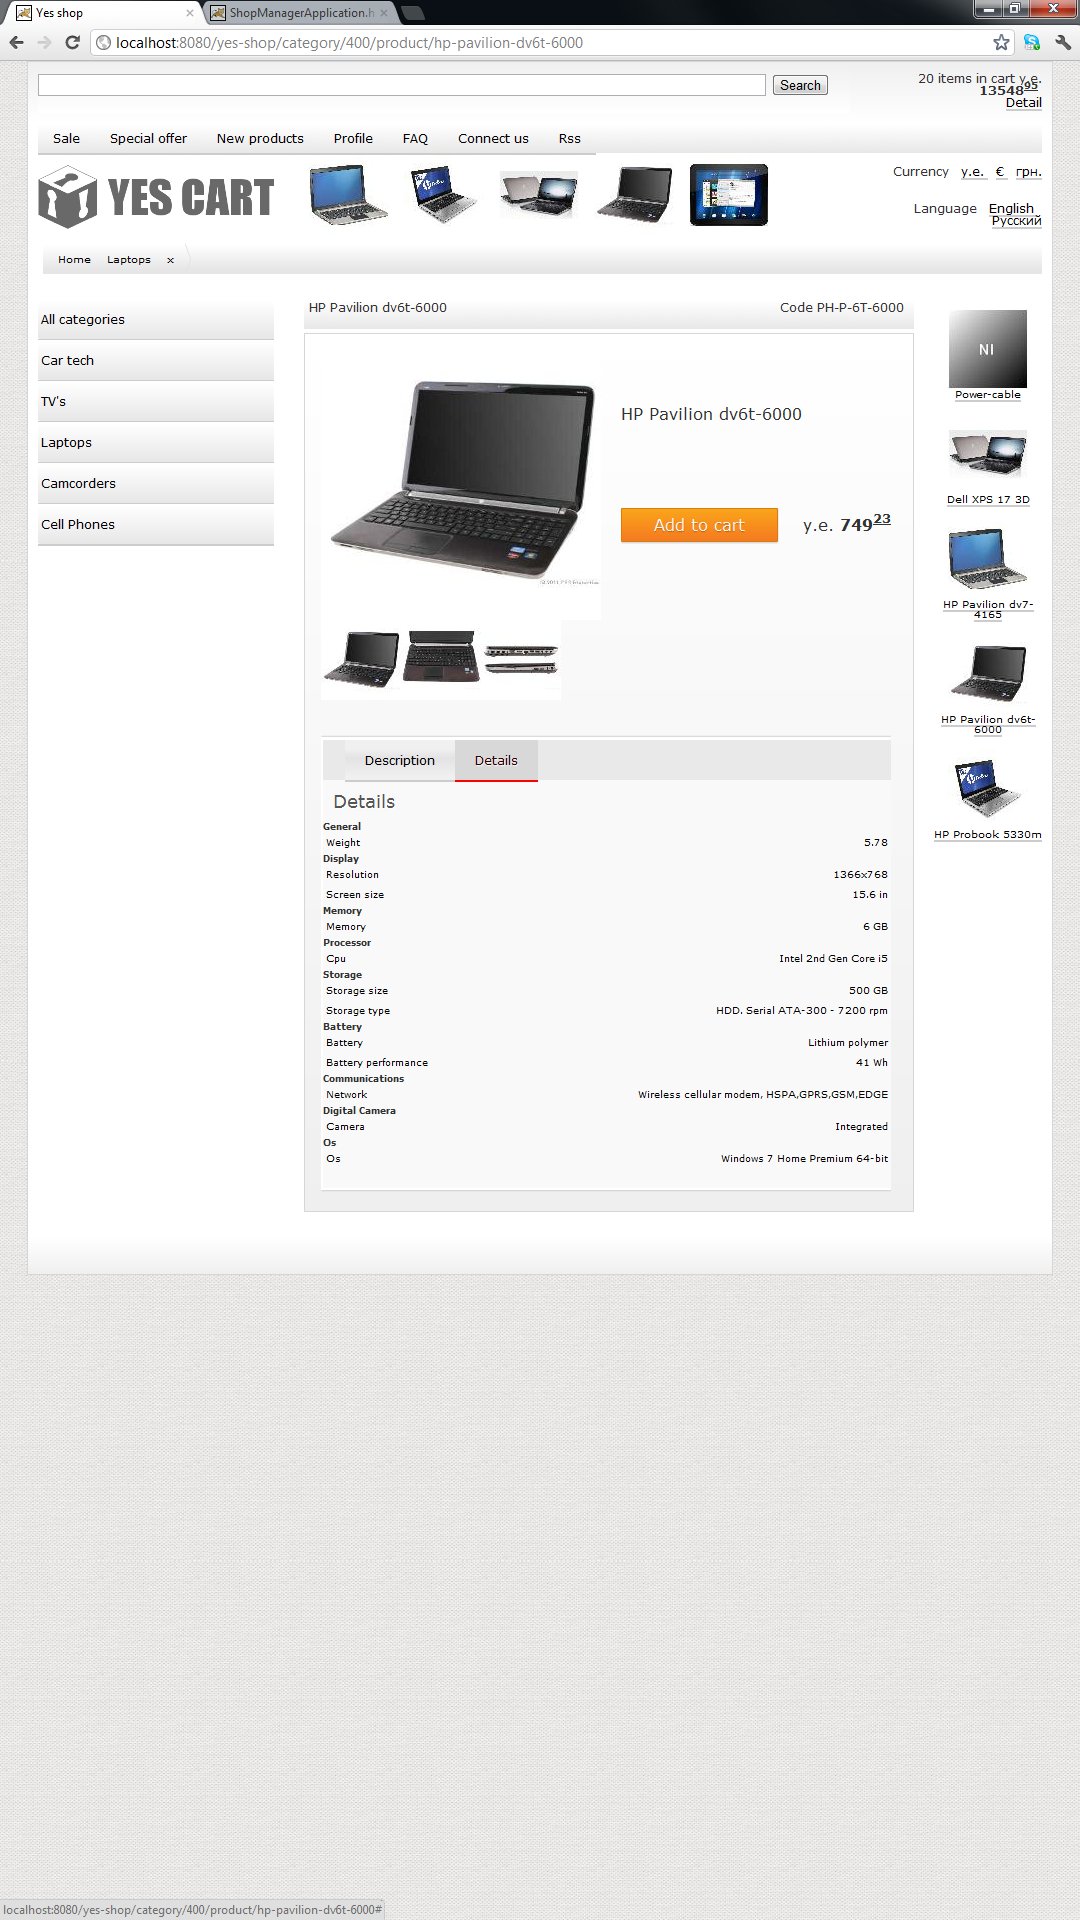 Yes shop
ShopManagerApplication.h
localhost:8080/yes-shop/category/400/product/hp-pavilion-dv6t-6000
Search
20 items in cart y.e.
13548 95
Detail
Sale Special offer New products Profile FAQ Connect us Rss
YES CART
Currency y.e. € грн.
Language English
Русский
Home Laptops x
All categories
Car tech
TV's
Laptops
Camcorders
Cell Phones
HP Pavilion dv6t-6000 Code PH-P-6T-6000
HP Pavilion dv6t-6000
Add to cart y.e. 749 23
Description Details
Details
General
Weight 5.78
Display
Resolution 1366x768
Screen size 15.6 in
Memory
Memory 6 GB
Processor
Cpu Intel 2nd Gen Core i5
Storage
Storage size 500 GB
Storage type HDD. Serial ATA-300 - 7200 rpm
Battery
Battery Lithium polymer
Battery performance 41 Wh
Communications
Network Wireless cellular modem, HSPA,GPRS,GSM,EDGE
Digital Camera
Camera Integrated
Os
Os Windows 7 Home Premium 64-bit
NI
Power-cable
Dell XPS 17 3D
HP Pavilion dv7-
4165
HP Pavilion dv6t-
6000
HP Probook 5330m
localhost:8080/yes-shop/category/400/product/hp-pavilion-dv6t-6000#